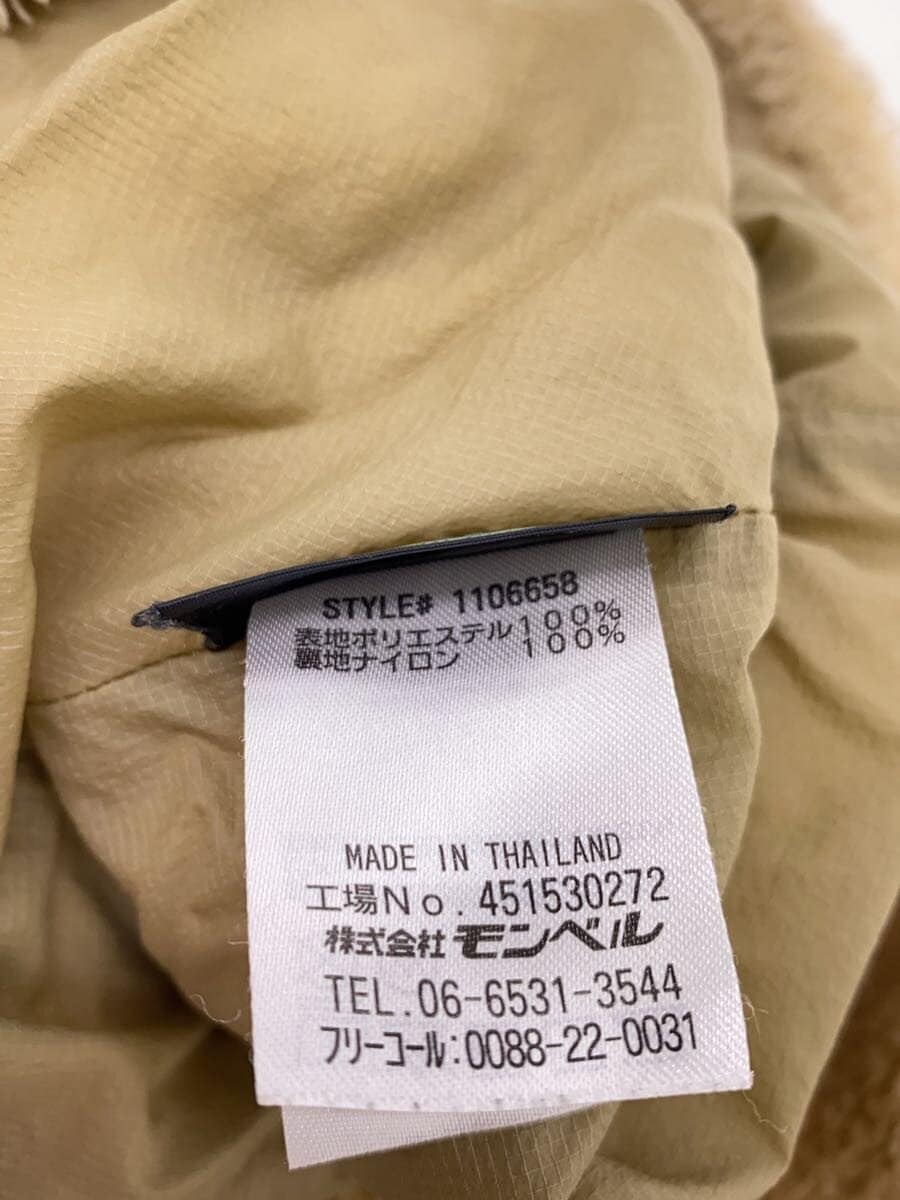 STYLE# 1106658
表地ポリエステル100%
裏地ナイロン 100%
MADE IN THAILAND
工場No.451530272
株式会社 モンベル
TEL.06-6531-3544
フリーコール:0088-22-0031